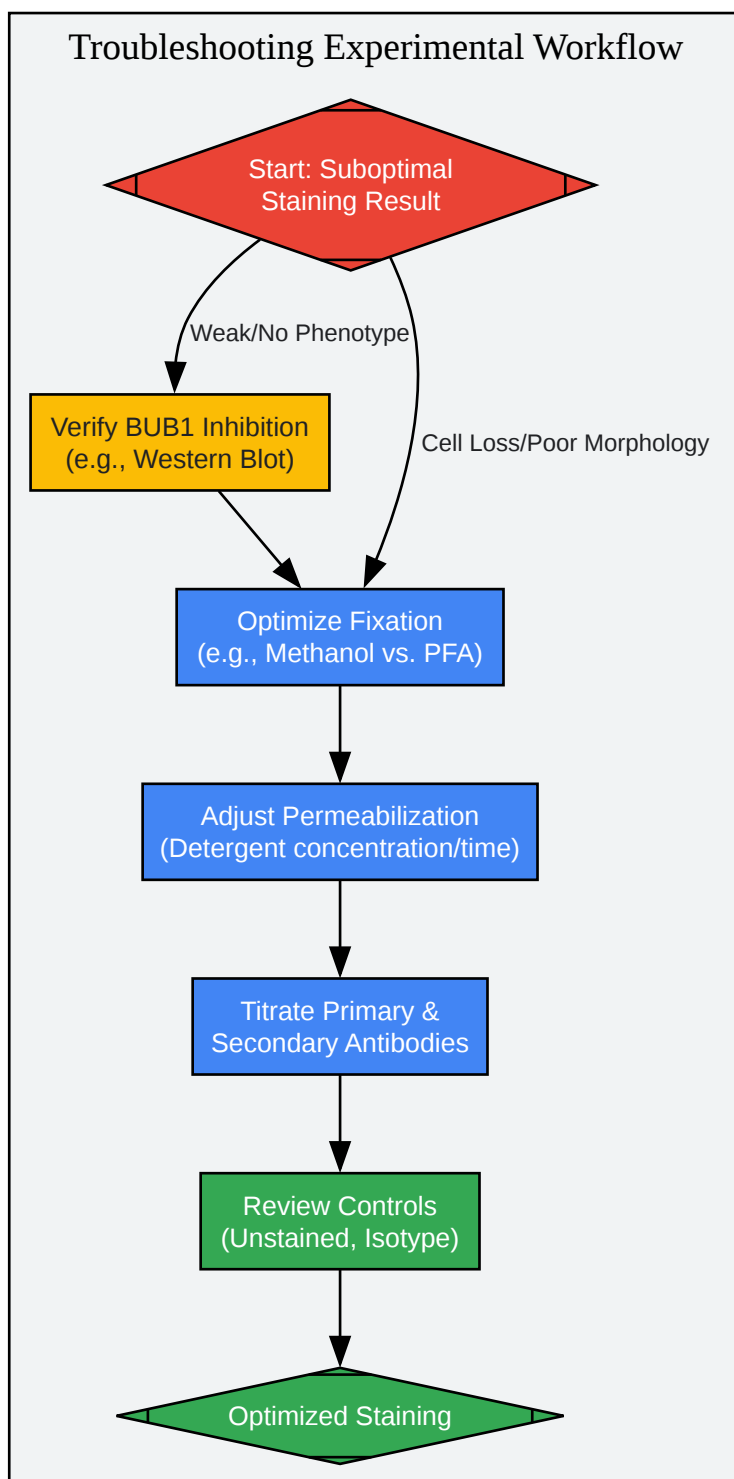 Troubleshooting Experimental Workflow
Start: Suboptimal
Staining Result
Weak/No Phenotype
Verify BUB1 Inhibition
(e.g., Western Blot)
Cell Loss/Poor Morphology
Optimize Fixation
(e.g., Methanol vs. PFA)
Adjust Permeabilization
(Detergent concentration/time)
Titrate Primary &
Secondary Antibodies
Review Controls
(Unstained, Isotype)
Optimized Staining